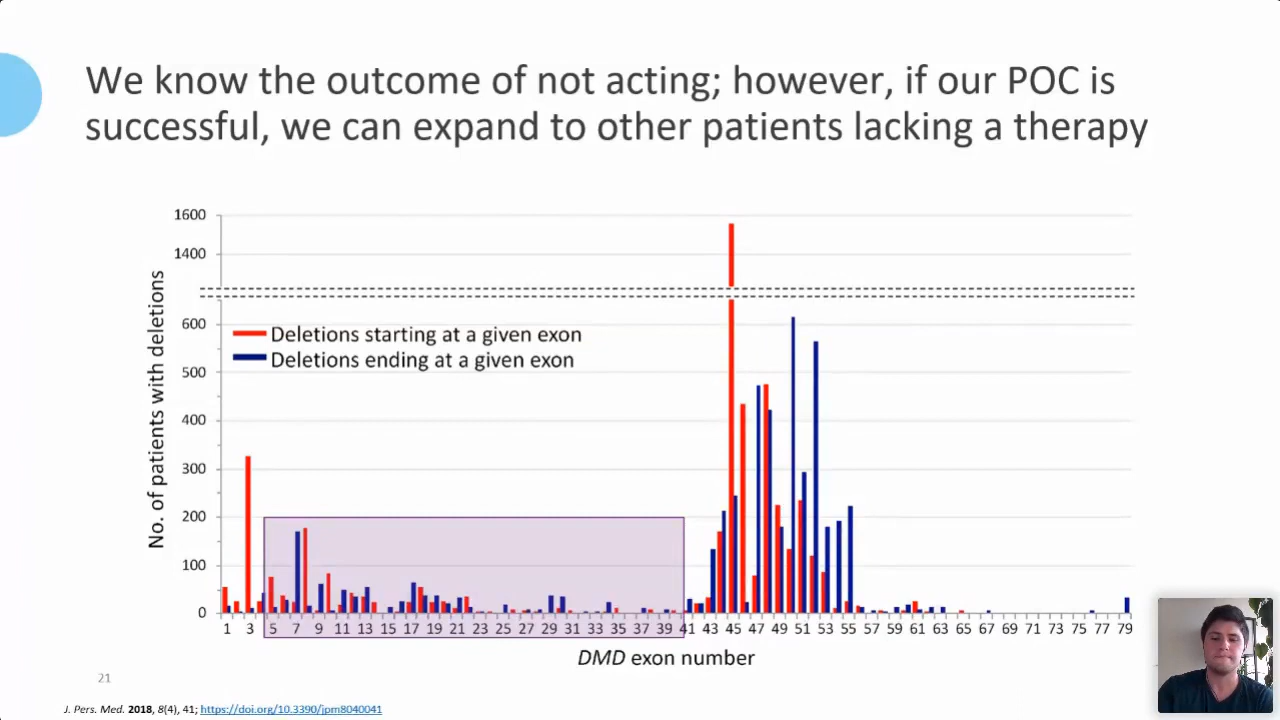 We know the outcome of not acting; however, if our POC is
successful, we can expand to other patients lacking a therapy
1600
1400
600
500
400
300
200
100
0
No. of patients with deletions
Deletions starting at a given exon
Deletions ending at a given exon
1 3 5 7 9 11 13 15 17 19 21 23 25 27 29 31 33 35 37 39 41 43 45 47 49 51 53 55 57 59 61 63 65 67 69 71 73 75 77 79
DMD exon number
21
J. Pers. Med. 2018, 8(4), 41; https://doi.org/10.3390/jpm8040041